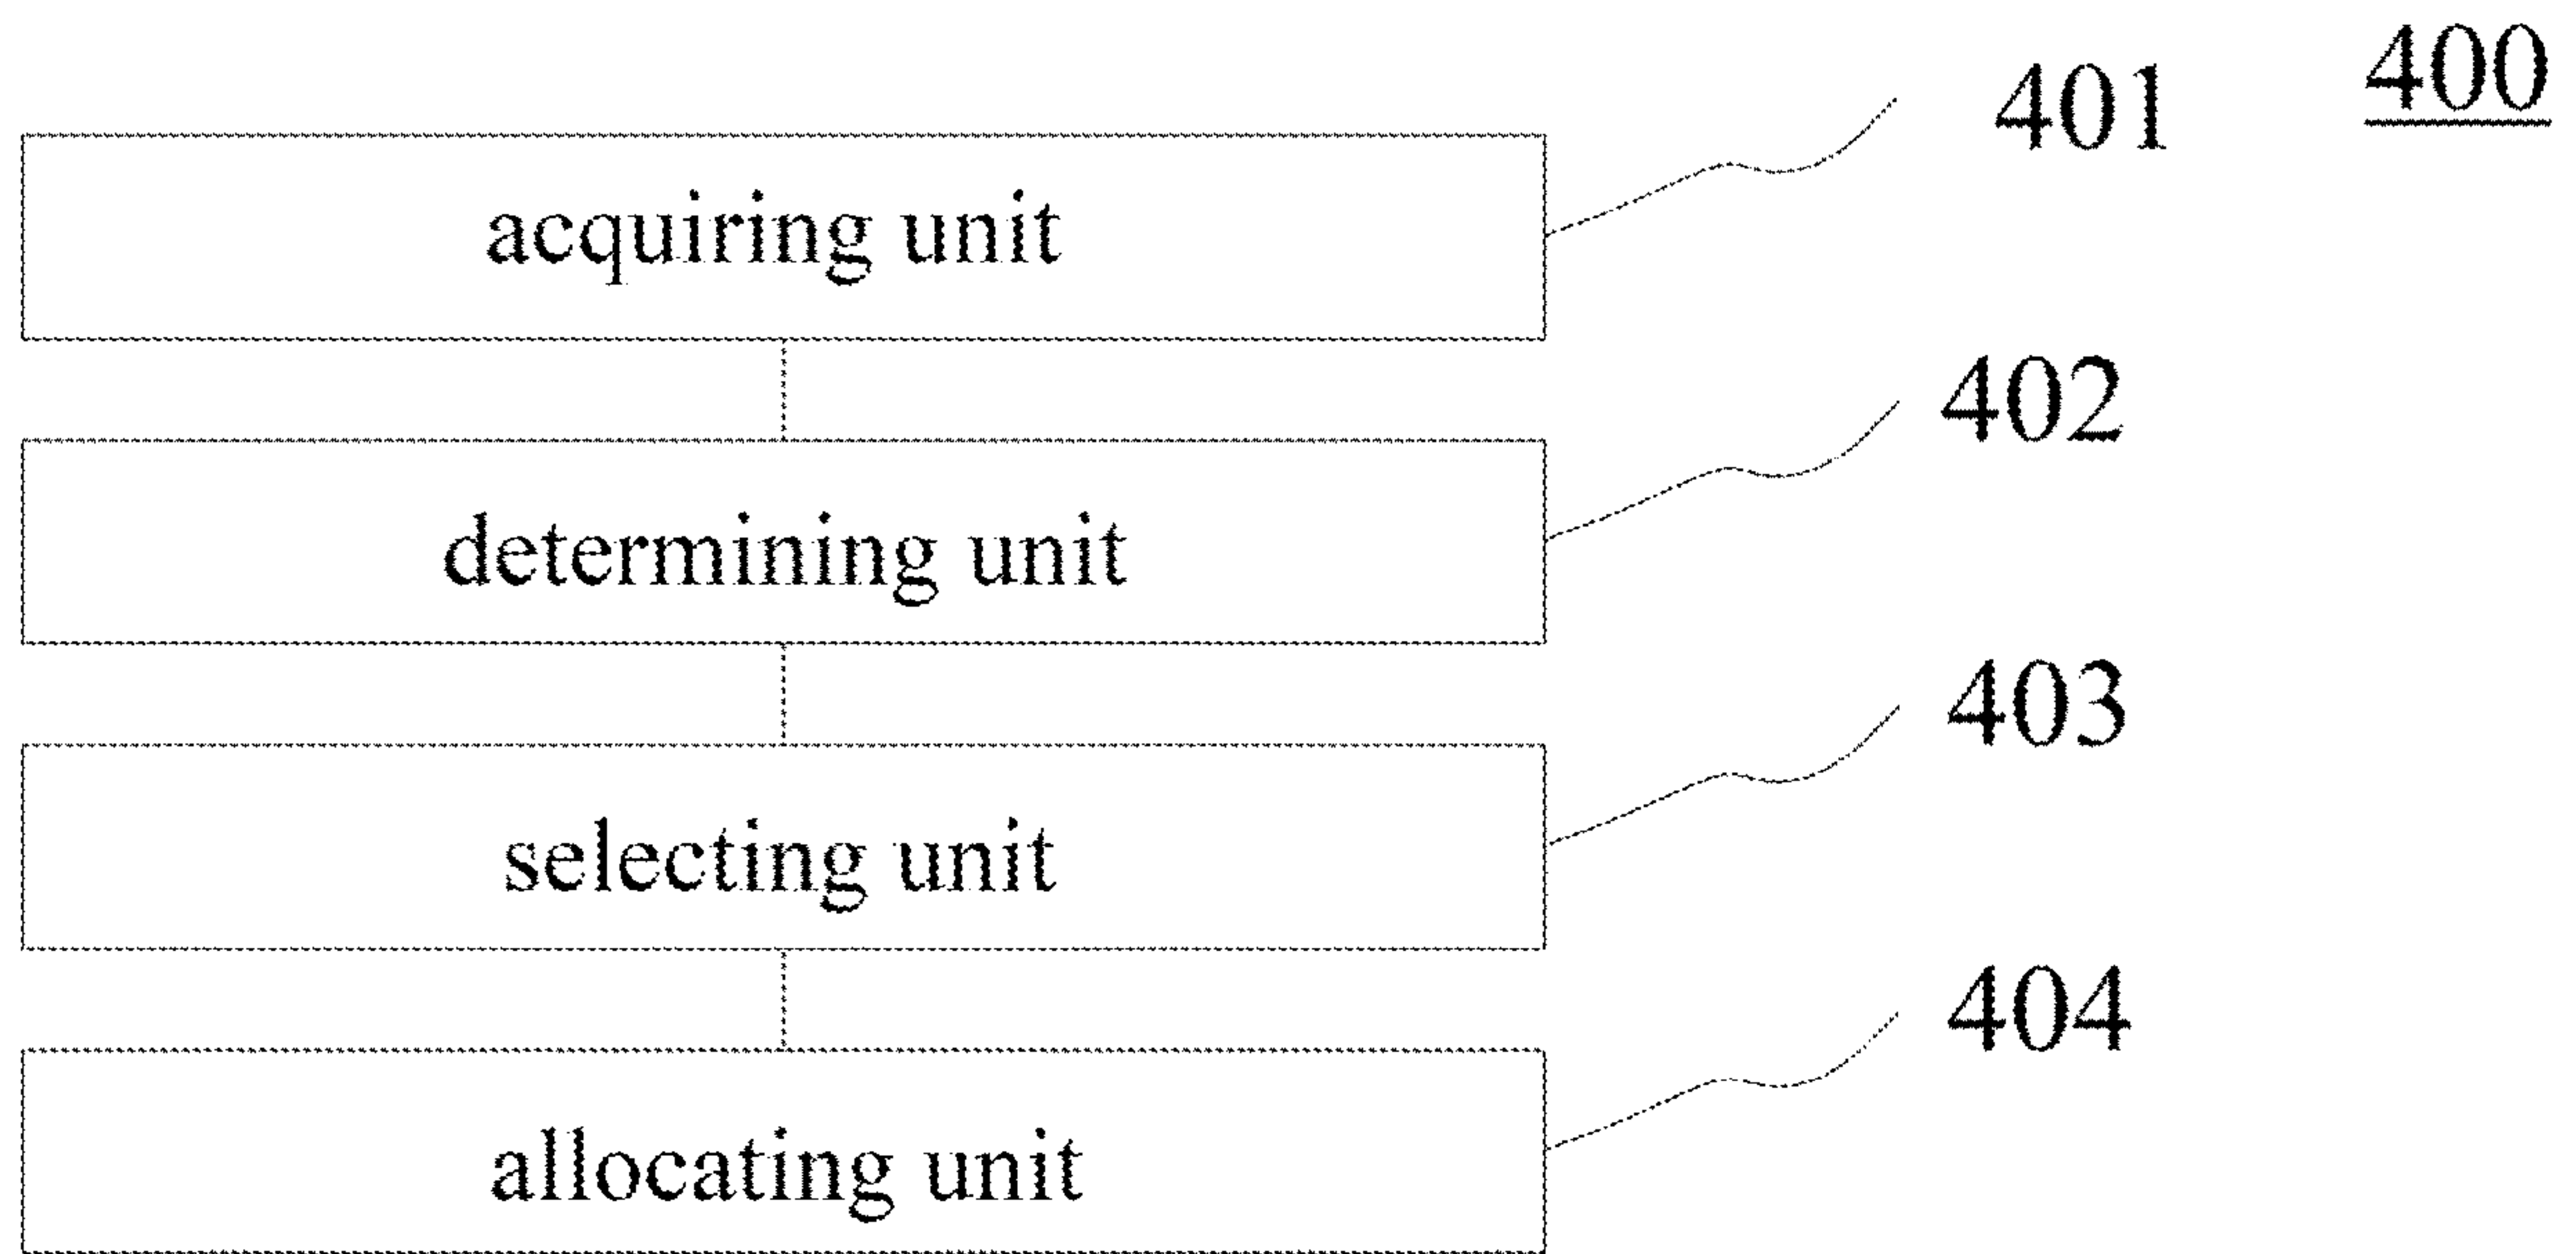 400
401
acquiring unit
402
determining unit
403
selecting unit
404
allocating unit